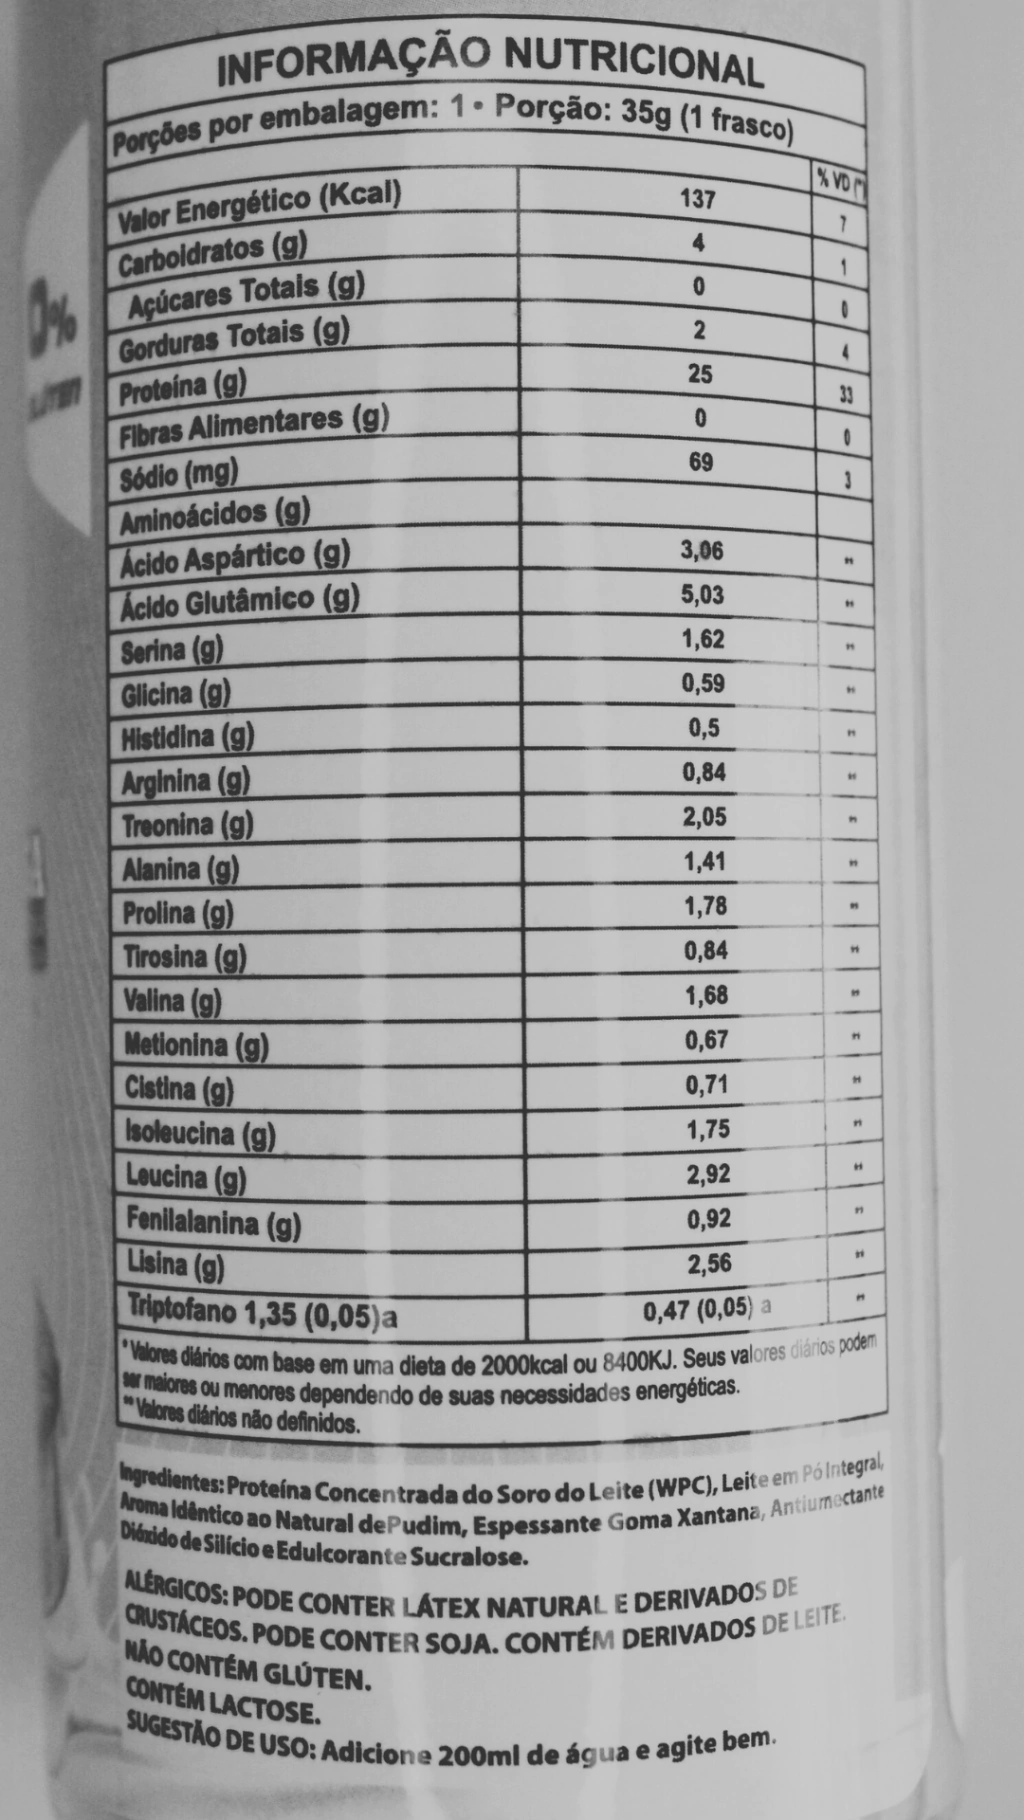 INFORMAÇÃO NUTRICIONAL
Porções por embalagem: 1 • Porção: 35g (1 frasco)
% VD (*)
Valor Energético (Kcal) 137 7
Carboidratos (g) 4 1
Açúcares Totais (g) 0 0
Gorduras Totais (g) 2 4
Proteína (g) 25 33
Fibras Alimentares (g) 0 0
Sódio (mg) 69 3
Aminoácidos (g)
Ácido Aspártico (g) 3,06 **
Ácido Glutâmico (g) 5,03 **
Serina (g) 1,62 **
Glicina (g) 0,59 **
Histidina (g) 0,5 **
Arginina (g) 0,84 **
Treonina (g) 2,05 **
Alanina (g) 1,41 **
Prolina (g) 1,78 **
Tirosina (g) 0,84 **
Valina (g) 1,68 **
Metionina (g) 0,67 **
Cistina (g) 0,71 **
Isoleucina (g) 1,75 **
Leucina (g) 2,92 **
Fenilalanina (g) 0,92 **
Lisina (g) 2,56 **
Triptofano 1,35 (0,05)a 0,47 (0,05) a **
* Valores diários com base em uma dieta de 2000kcal ou 8400KJ. Seus valores diários podem
ser maiores ou menores dependendo de suas necessidades energéticas.
** Valores diários não definidos.
Ingredientes: Proteína Concentrada do Soro do Leite (WPC), Leite em Pó Integral,
Aroma Idêntico ao Natural de Pudim, Espessante Goma Xantana, Antiumectante
Dióxido de Silício e Edulcorante Sucralose.
ALÉRGICOS: PODE CONTER LÁTEX NATURAL E DERIVADOS DE
CRUSTÁCEOS. PODE CONTER SOJA. CONTÉM DERIVADOS DE LEITE.
NÃO CONTÉM GLÚTEN.
CONTÉM LACTOSE.
SUGESTÃO DE USO: Adicione 200ml de água e agite bem.
0%